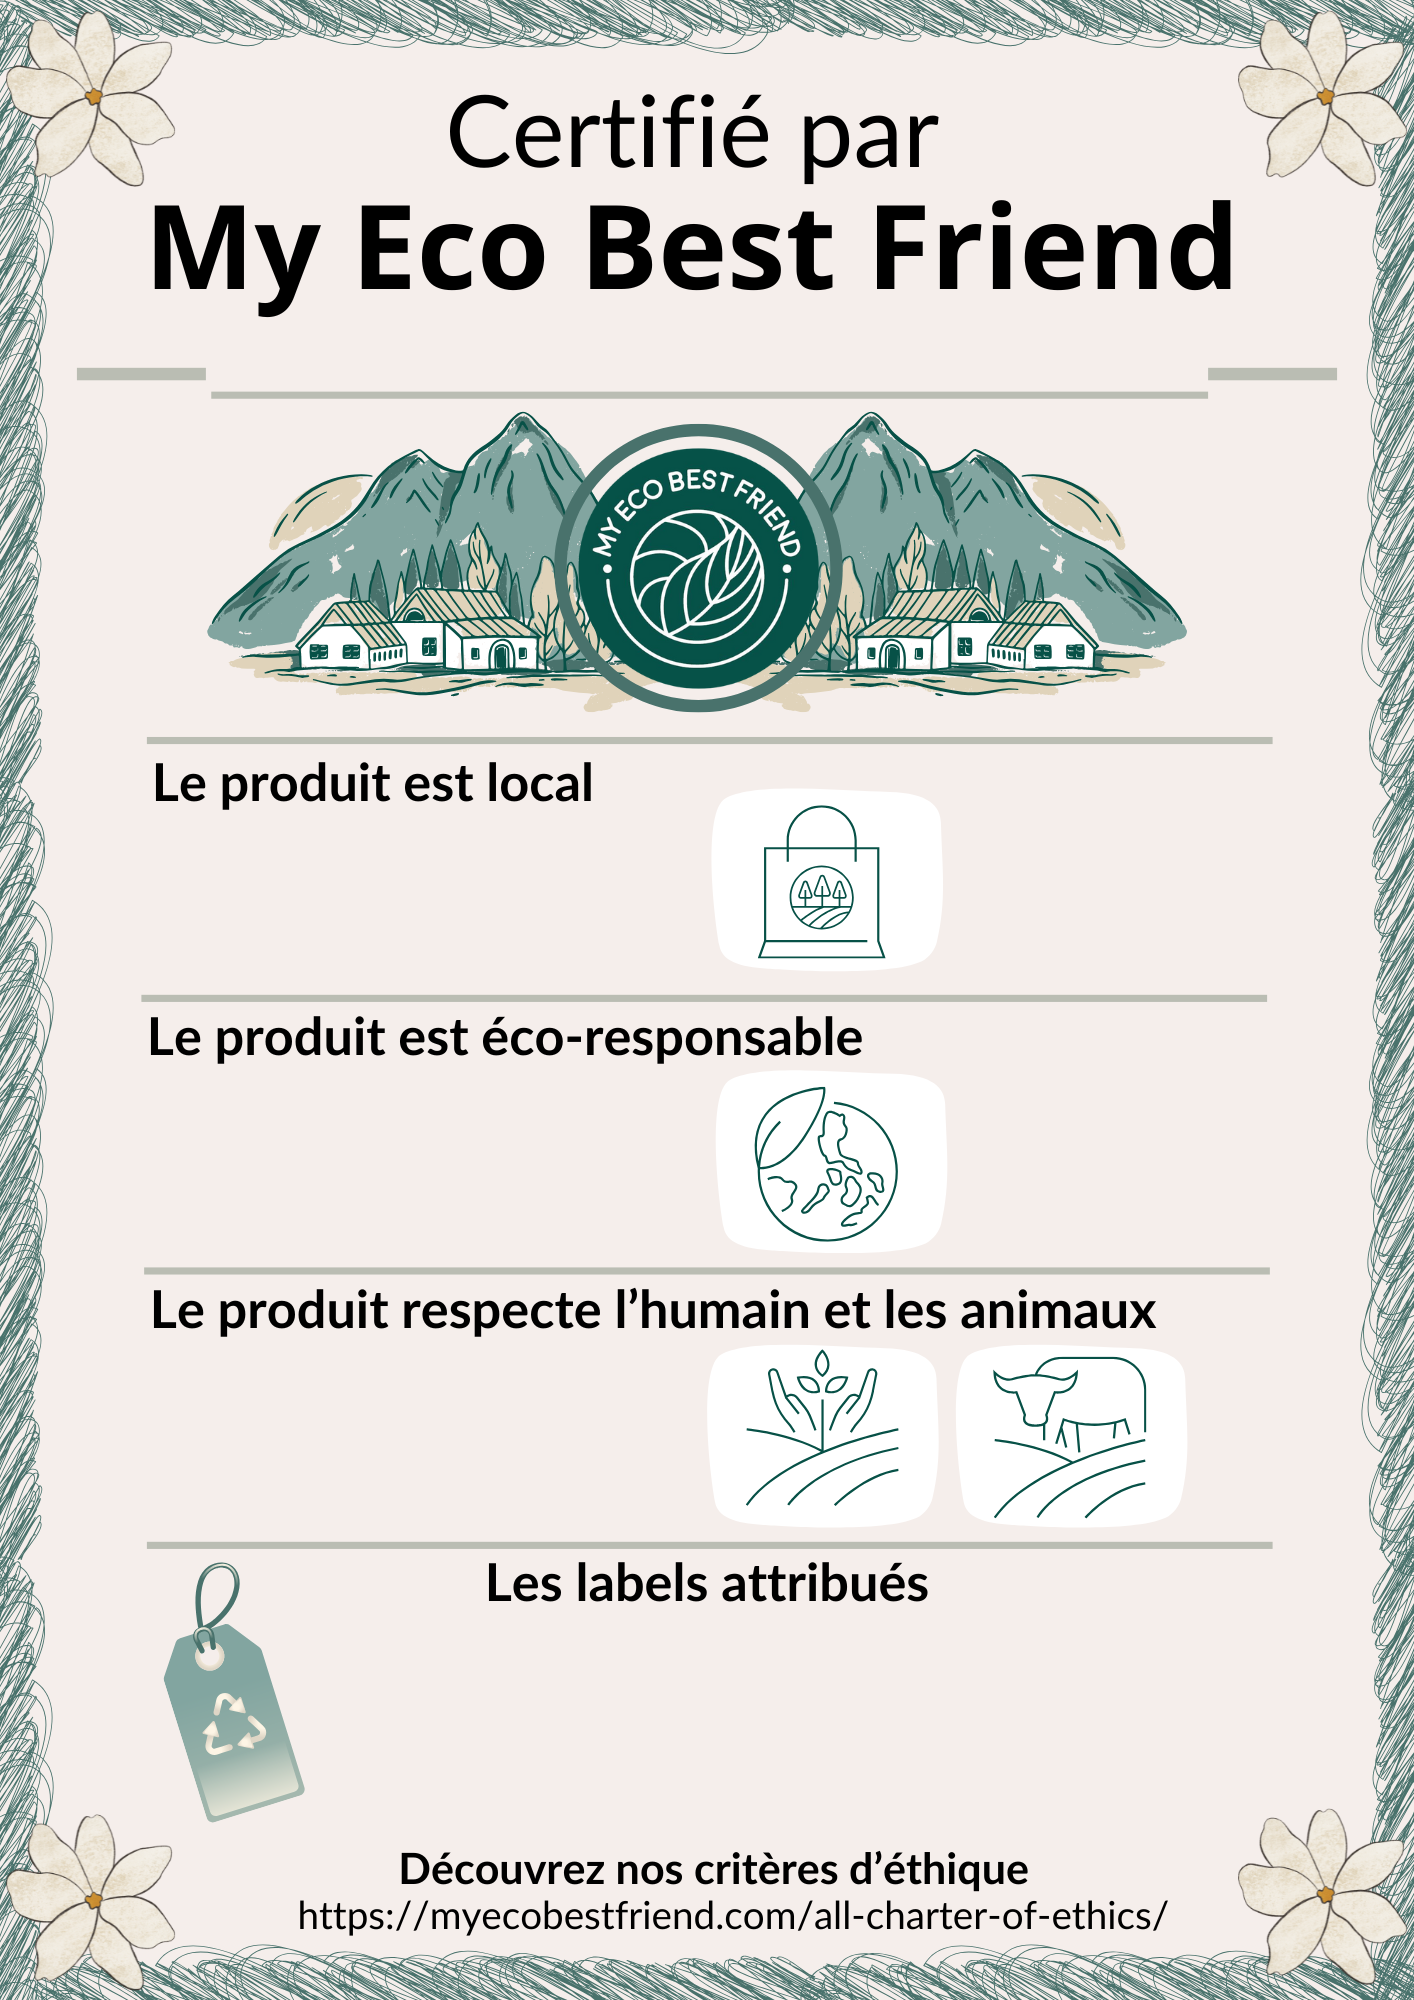 Certifié par
My Eco Best Friend
MY ECO BEST FRIEND
Le produit est local
Le produit est éco-responsable
Le produit respecte l’humain et les animaux
Les labels attribués
Découvrez nos critères d’éthique
https://myecobestfriend.com/all-charter-of-ethics/